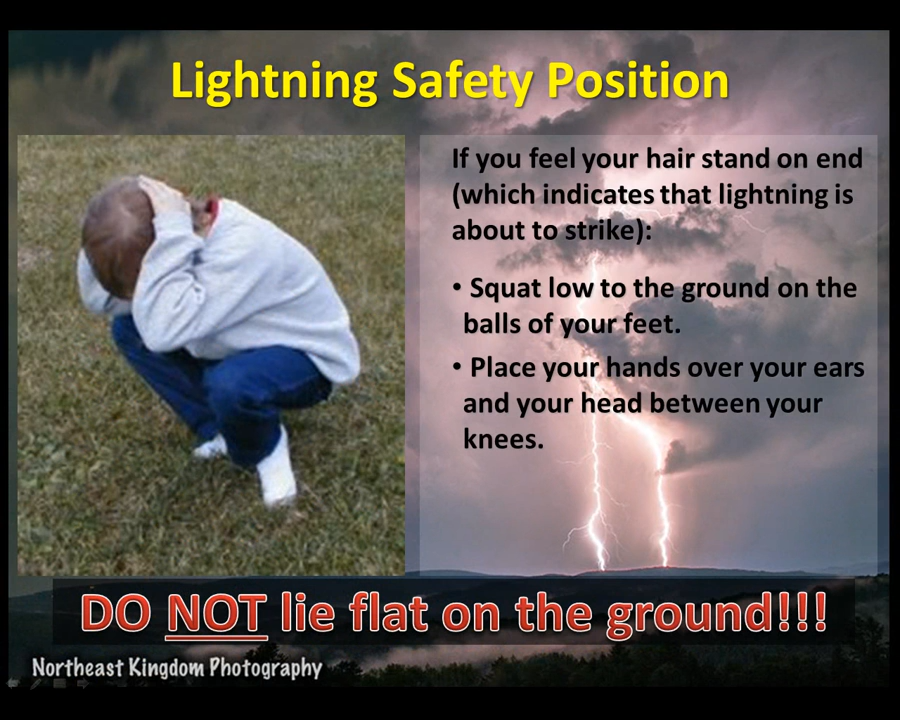 Lightning Safety Position
If you feel your hair stand on end
(which indicates that lightning is
about to strike):
• Squat low to the ground on the
balls of your feet.
• Place your hands over your ears
and your head between your
knees.
DO NOT lie flat on the ground!!!
Northeast Kingdom Photography